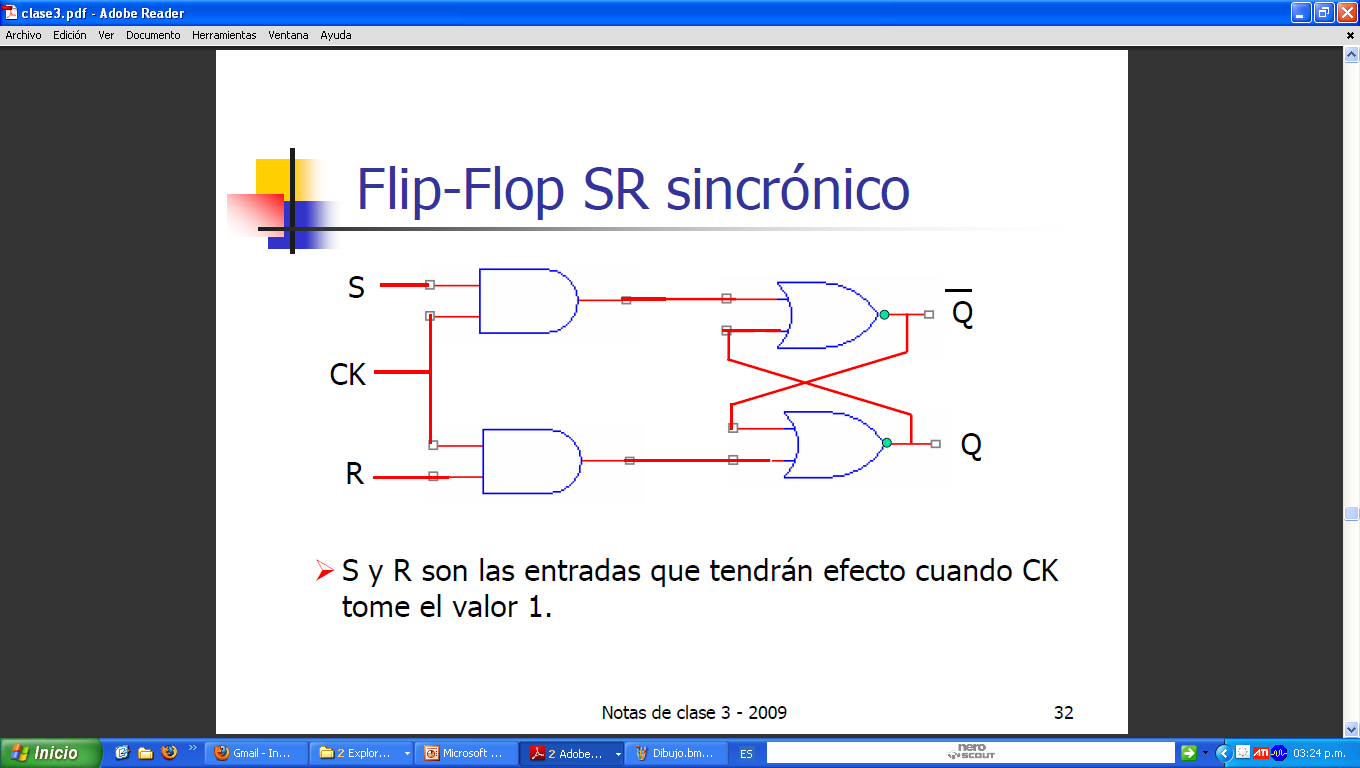 clase3.pdf - Adobe Reader
Archivo Edición Ver Documento Herramientas Ventana Ayuda
Flip-Flop SR sincrónico
S
Q
CK
Q
R
S y R son las entradas que tendrán efecto cuando CK
tome el valor 1.
Notas de clase 3 - 2009 32
Inicio » Gmail - In... 2 Explor... Microsoft ... 2 Adobe... Dibujo.bm... ES nero SCOUT ATI 03:24 p.m.